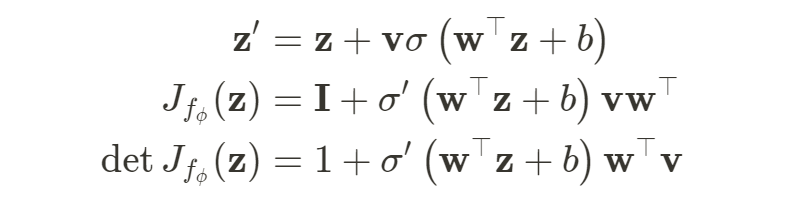 z′ = z + vσ (w⊤z + b)
J_{f_ϕ}(z) = I + σ′ (w⊤z + b) vw⊤
det J_{f_ϕ}(z) = 1 + σ′ (w⊤z + b) w⊤v